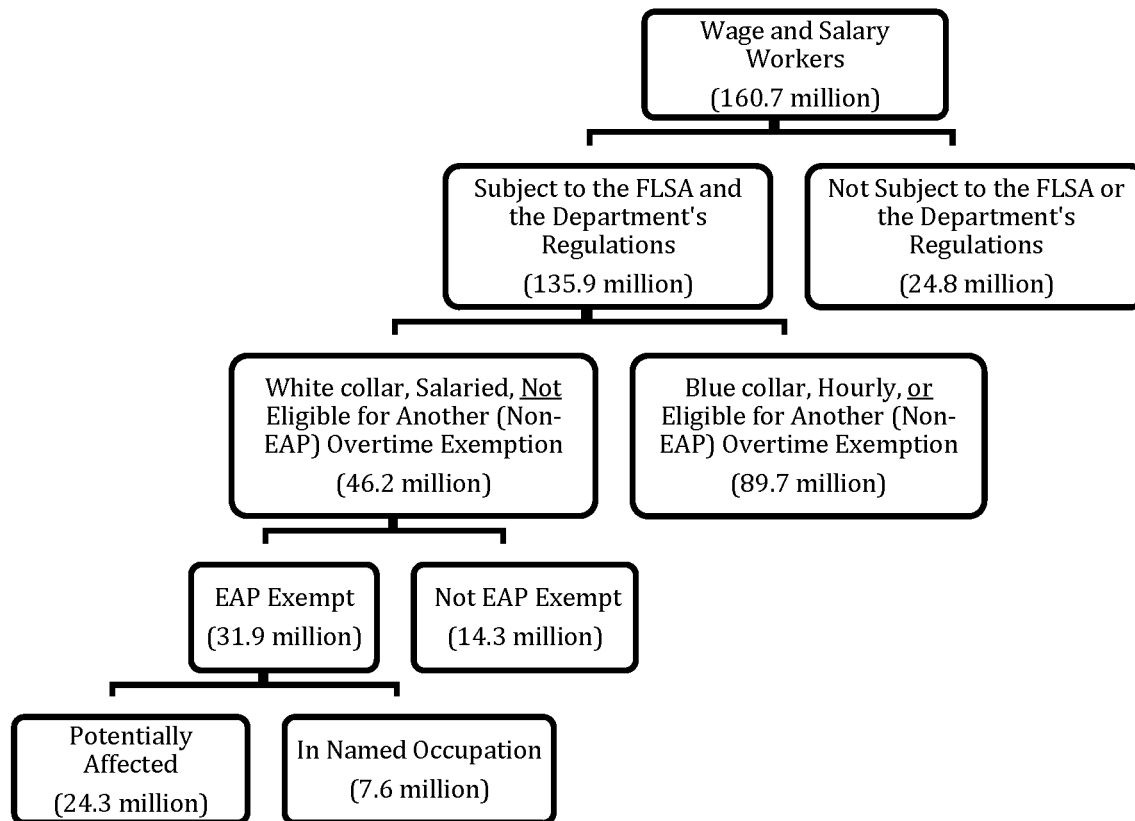 Wage and Salary
Workers
(160.7 million)
Subject to the FLSA and
the Department's
Regulations
(135.9 million)
Not Subject to the FLSA or
the Department's
Regulations
(24.8 million)
White collar, Salaried, Not
Eligible for Another (Non-
EAP) Overtime Exemption
(46.2 million)
Blue collar, Hourly, or
Eligible for Another (Non-
EAP) Overtime Exemption
(89.7 million)
EAP Exempt
(31.9 million)
Not EAP Exempt
(14.3 million)
Potentially
Affected
(24.3 million)
In Named Occupation
(7.6 million)